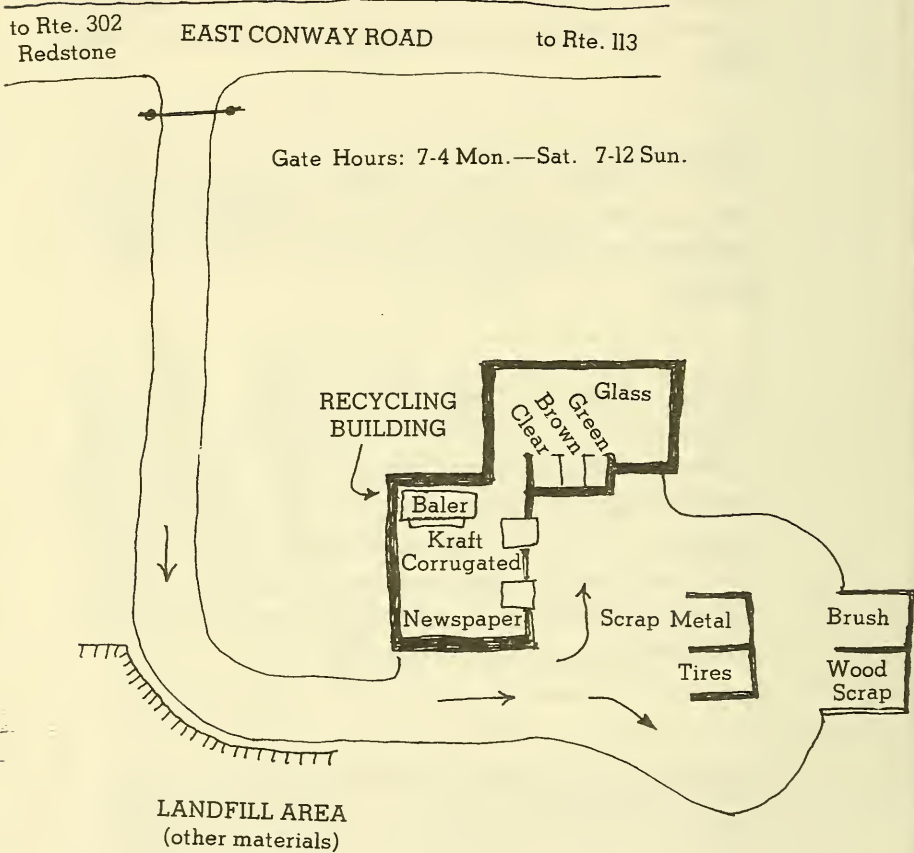 to Rte. 302
Redstone
EAST CONWAY ROAD
to Rte. 113
Gate Hours: 7-4 Mon.—Sat. 7-12 Sun.
RECYCLING
BUILDING
Glass
Clear
Brown
Green
Baler
Kraft
Corrugated
Newspaper
Scrap Metal
Tires
Brush
Wood
Scrap
LANDFILL AREA
(other materials)